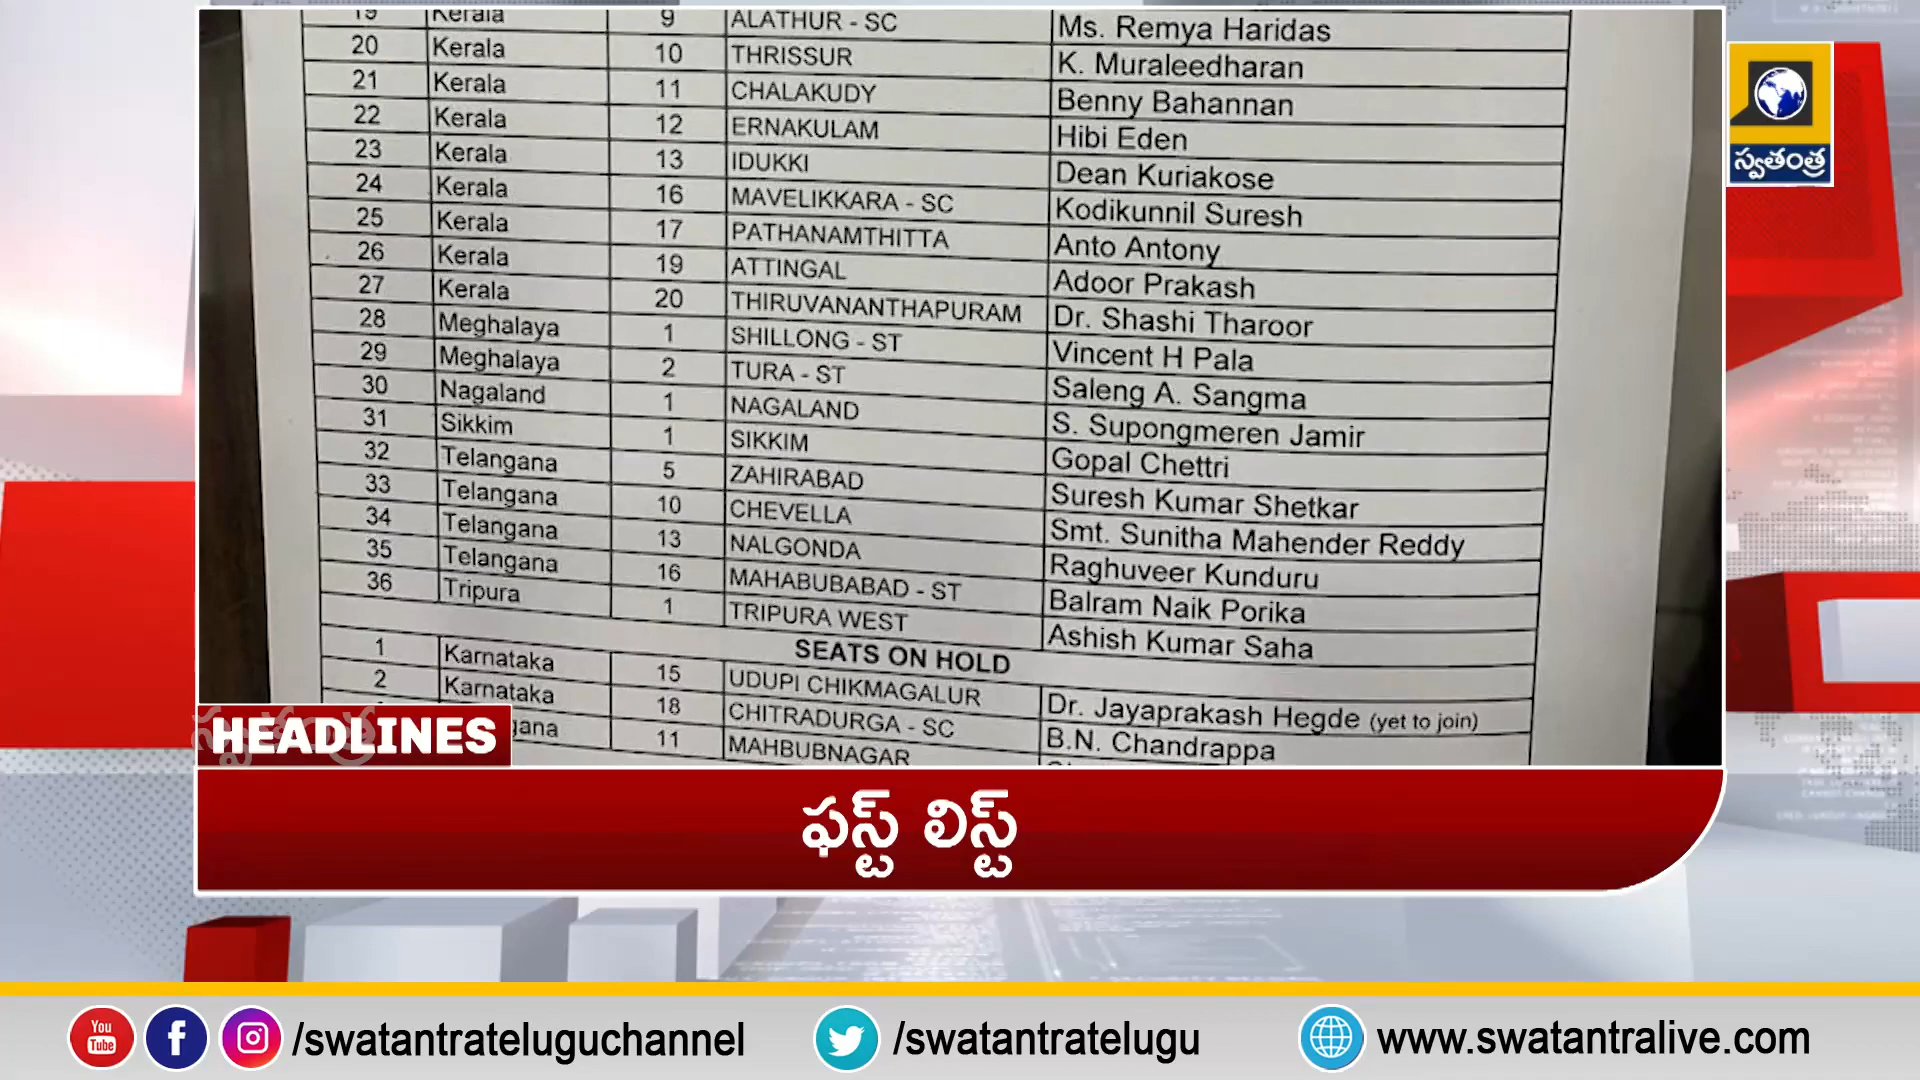 19 Kerala 9 ALATHUR - SC Ms. Remya Haridas
20 Kerala 10 THRISSUR K. Muraleedharan
21 Kerala 11 CHALAKUDY Benny Bahannan
22 Kerala 12 ERNAKULAM Hibi Eden
23 Kerala 13 IDUKKI Dean Kuriakose
24 Kerala 16 MAVELIKKARA - SC Kodikunnil Suresh
25 Kerala 17 PATHANAMTHITTA Anto Antony
26 Kerala 19 ATTINGAL Adoor Prakash
27 Kerala 20 THIRUVANANTHAPURAM Dr. Shashi Tharoor
28 Meghalaya 1 SHILLONG - ST Vincent H Pala
29 Meghalaya 2 TURA - ST Saleng A. Sangma
30 Nagaland 1 NAGALAND S. Supongmeren Jamir
31 Sikkim 1 SIKKIM Gopal Chettri
32 Telangana 5 ZAHIRABAD Suresh Kumar Shetkar
33 Telangana 10 CHEVELLA Smt. Sunitha Mahender Reddy
34 Telangana 13 NALGONDA Raghuveer Kunduru
35 Telangana 16 MAHABUBABAD - ST Balram Naik Porika
36 Tripura 1 TRIPURA WEST Ashish Kumar Saha
SEATS ON HOLD
1 Karnataka 15 UDUPI CHIKMAGALUR Dr. Jayaprakash Hegde (yet to join)
2 Karnataka 18 CHITRADURGA - SC B.N. Chandrappa
11 MAHBUBNAGAR
స్వతంత్ర
HEADLINES
ఫస్ట్ లిస్ట్
You Tube /swatantrateluguchannel /swatantratelugu www.swatantralive.com